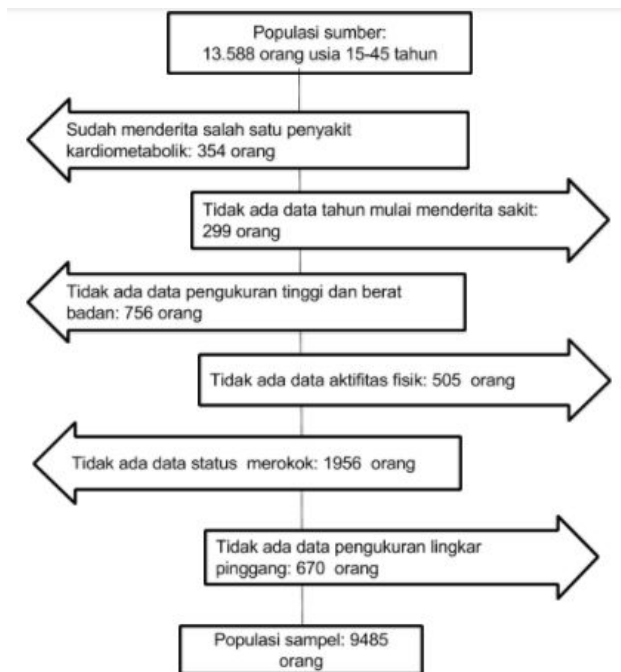 Populasi sumber:
13.588 orang usia 15-45 tahun
Sudah menderita salah satu penyakit
kardiometabolik: 354 orang
Tidak ada data tahun mulai menderita sakit:
299 orang
Tidak ada data pengukuran tinggi dan berat
badan: 756 orang
Tidak ada data aktifitas fisik: 505 orang
Tidak ada data status merokok: 1956 orang
Tidak ada data pengukuran lingkar
pinggang: 670 orang
Populasi sampel: 9485
orang